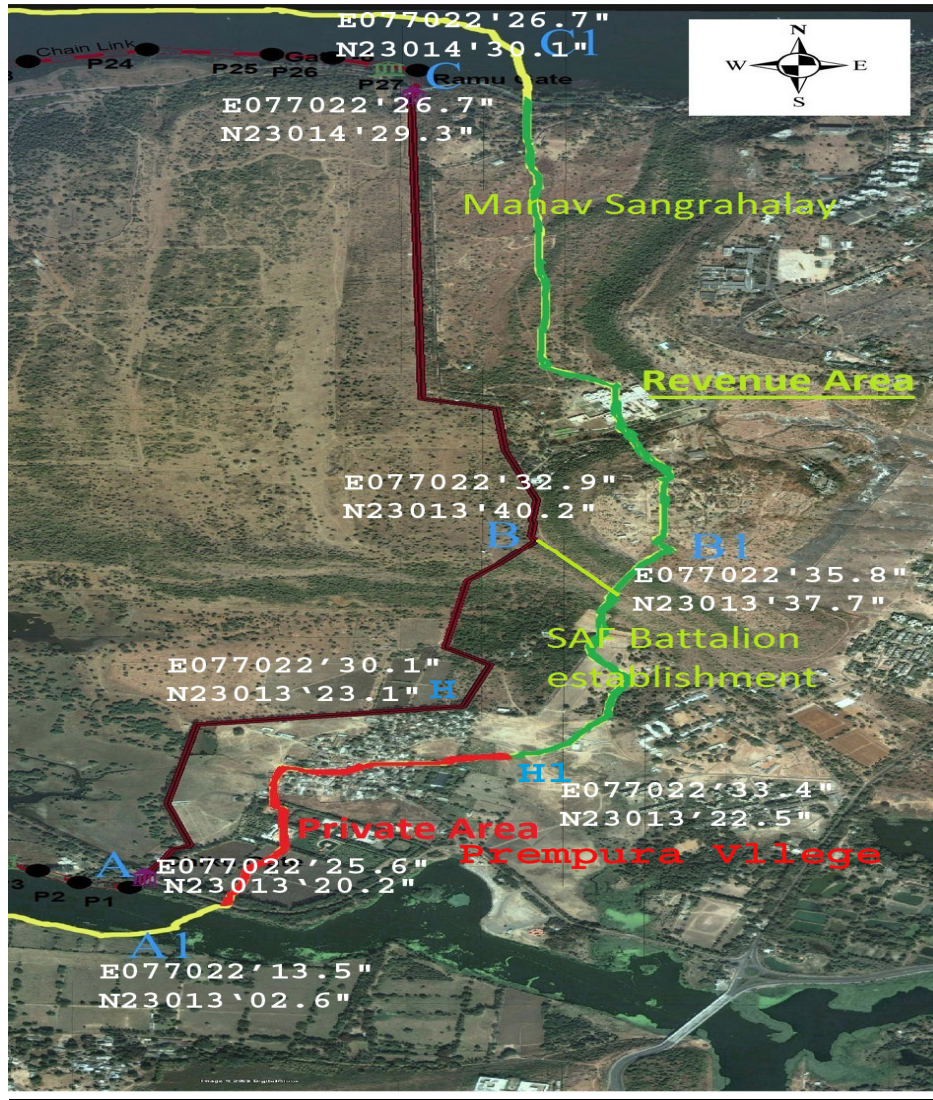 E077022'26.7"
N23014'30.1"
C1
N
W E
S
Chain Link
P24
P25
P26
P27
C
Ramu Gate
E077022'26.7"
N23014'29.3"
Manav Sangrahalay
Revenue Area
E077022'32.9"
N23013'40.2"
B
B1
E077022'35.8"
N23013'37.7"
SAF Battalion
establishment
E077022’30.1"
N23013‘23.1"
H
H1
E077022’33.4"
N23013’22.5"
Private Area
Prempura Vllege
A
E077022’25.6"
N23013‘20.2"
3
P2
P1
A1
E077022’13.5"
N23013‘02.6"